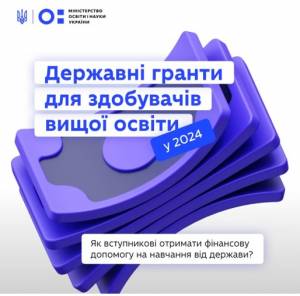 МІНІСТЕРСТВО
ОСВІТИ І НАУКИ
УКРАЇНИ
Державні гранти
для здобувачів
вищої освіти
у 2024
Як вступникові отримати фінансову
допомогу на навчання від держави?